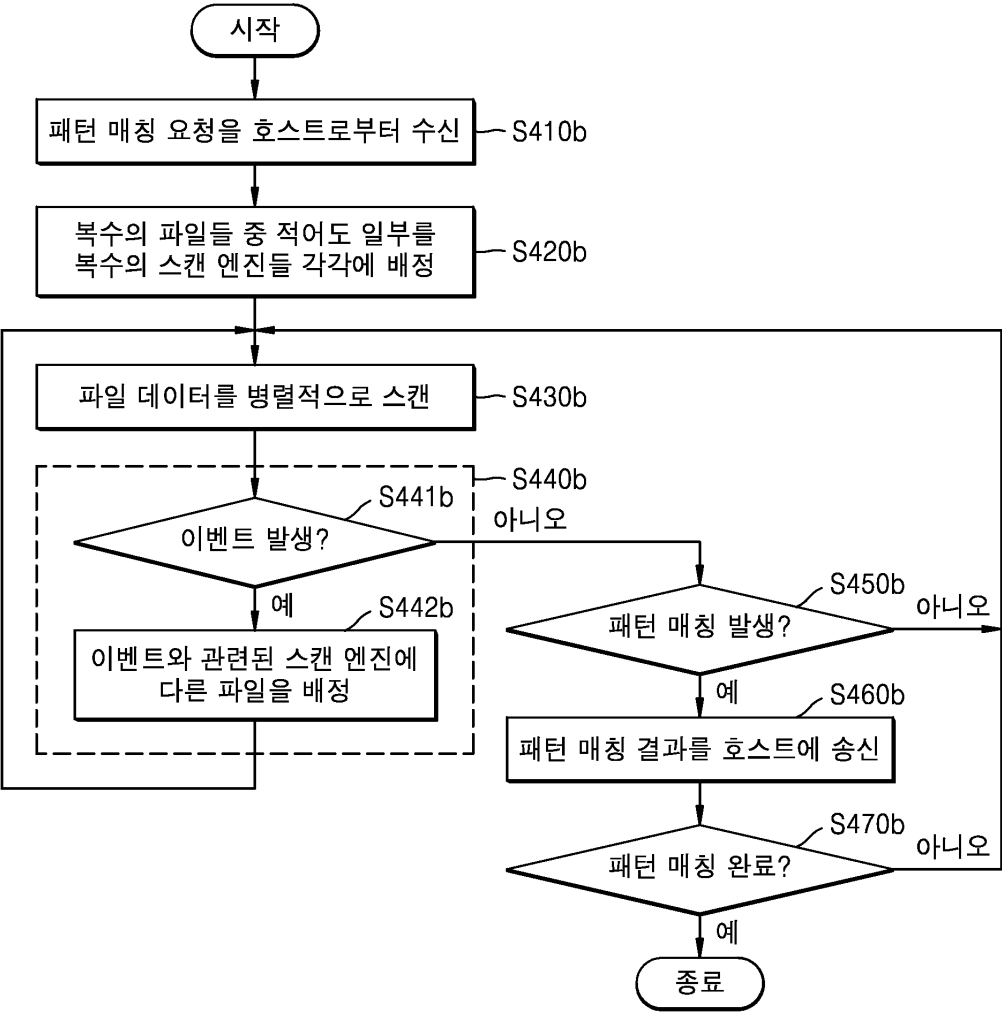 시작
패턴 매칭 요청을 호스트로부터 수신
S410b
복수의 파일들 중 적어도 일부를
복수의 스캔 엔진들 각각에 배정
S420b
파일 데이터를 병렬적으로 스캔
S430b
S440b
S441b
이벤트 발생?
아니오
예
S442b
이벤트와 관련된 스캔 엔진에
다른 파일을 배정
S450b
패턴 매칭 발생?
아니오
예
S460b
패턴 매칭 결과를 호스트에 송신
S470b
패턴 매칭 완료?
아니오
예
종료